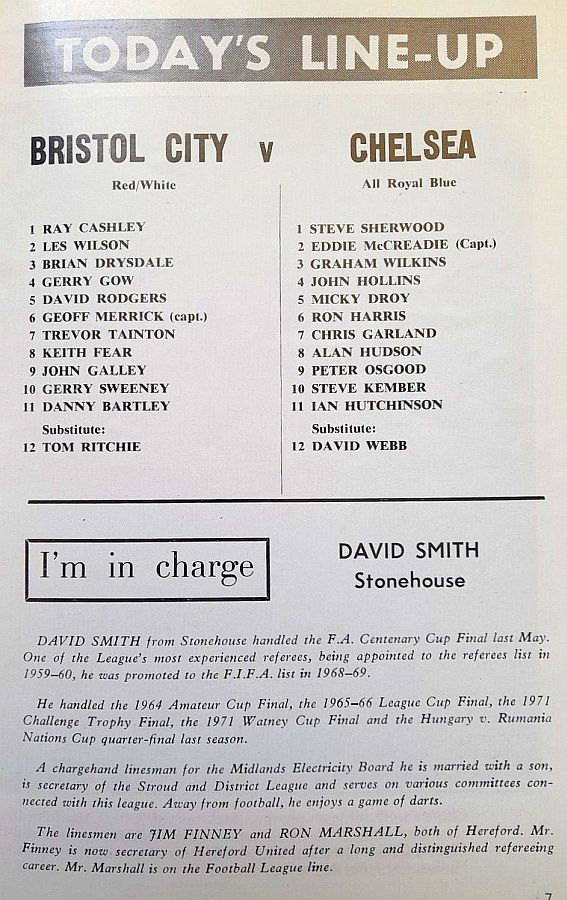 TODAY'S LINE-UP
BRISTOL CITY v CHELSEA
Red/White
All Royal Blue
1 RAY CASHLEY
2 LES WILSON
3 BRIAN DRYSDALE
4 GERRY GOW
5 DAVID RODGERS
6 GEOFF MERRICK (capt.)
7 TREVOR TAINTON
8 KEITH FEAR
9 JOHN GALLEY
10 GERRY SWEENEY
11 DANNY BARTLEY
Substitute:
12 TOM RITCHIE
1 STEVE SHERWOOD
2 EDDIE McCREADIE (Capt.)
3 GRAHAM WILKINS
4 JOHN HOLLINS
5 MICKY DROY
6 RON HARRIS
7 CHRIS GARLAND
8 ALAN HUDSON
9 PETER OSGOOD
10 STEVE KEMBER
11 IAN HUTCHINSON
Substitute:
12 DAVID WEBB
I'm in charge
DAVID SMITH
Stonehouse
DAVID SMITH from Stonehouse handled the F.A. Centenary Cup Final last May.
One of the League's most experienced referees, being appointed to the referees list in
1959–60, he was promoted to the F.I.F.A. list in 1968–69.
He handled the 1964 Amateur Cup Final, the 1965–66 League Cup Final, the 1971
Challenge Trophy Final, the 1971 Watney Cup Final and the Hungary v. Rumania
Nations Cup quarter-final last season.
A chargehand linesman for the Midlands Electricity Board he is married with a son,
is secretary of the Stroud and District League and serves on various committees con-
nected with this league. Away from football, he enjoys a game of darts.
The linesmen are JIM FINNEY and RON MARSHALL, both of Hereford. Mr.
Finney is now secretary of Hereford United after a long and distinguished refereeing
career. Mr. Marshall is on the Football League line.
7